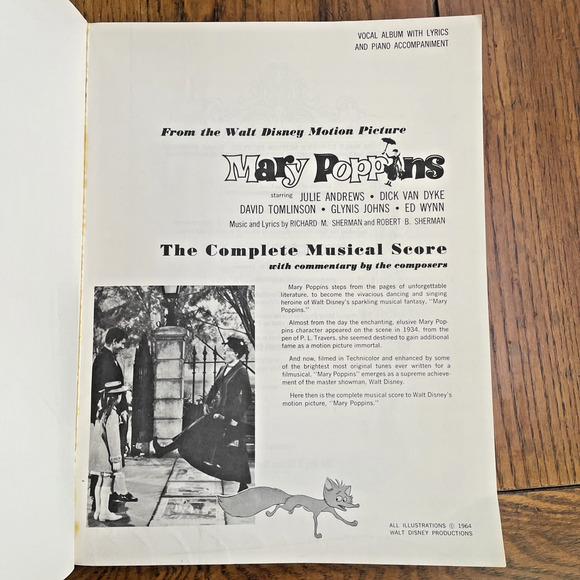 VOCAL ALBUM WITH LYRICS
AND PIANO ACCOMPANIMENT
From the Walt Disney Motion Picture
Mary Poppins
starring JULIE ANDREWS • DICK VAN DYKE
DAVID TOMLINSON • GLYNIS JOHNS • ED WYNN
Music and Lyrics by RICHARD M. SHERMAN and ROBERT B. SHERMAN
The Complete Musical Score
with commentary by the composers
Mary Poppins steps from the pages of unforgettable
literature, to become the vivacious dancing and singing
heroine of Walt Disney's sparkling musical fantasy, "Mary
Poppins."
Almost from the day the enchanting, elusive Mary Pop-
pins character appeared on the scene in 1934, from the
pen of P. L. Travers, she seemed destined to gain additional
fame as a motion picture immortal.
And now, filmed in Technicolor and enhanced by some
of the brightest most original tunes ever written for a
filmusical, "Mary Poppins" emerges as a supreme achieve-
ment of the master showman, Walt Disney.
Here then is the complete musical score to Walt Disney's
motion picture, "Mary Poppins."
ALL ILLUSTRATIONS © 1964
WALT DISNEY PRODUCTIONS